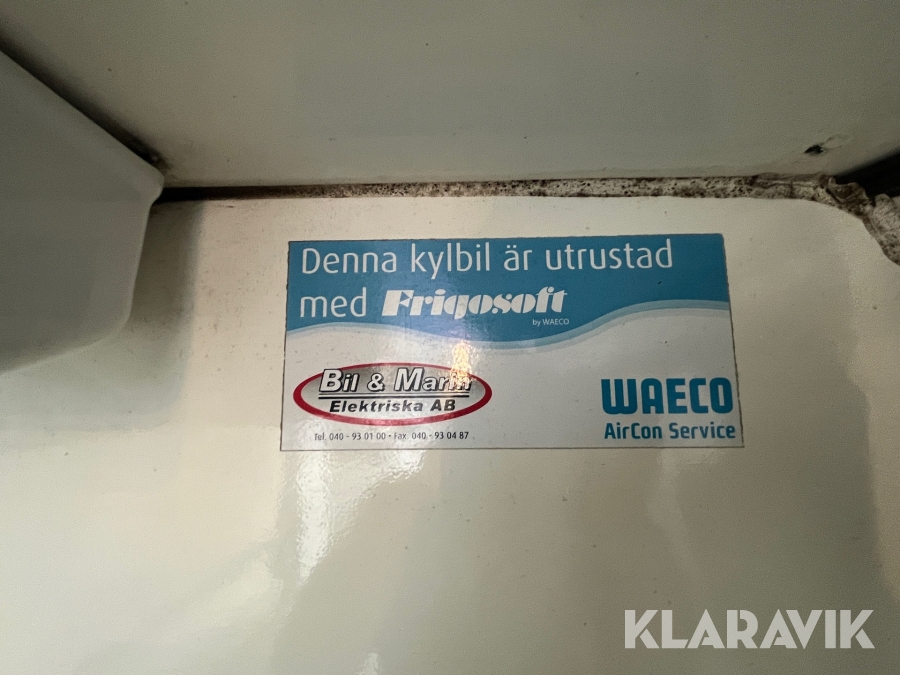 Denna kylbil är utrustad
med Frigosoft
by WAECO
Bil & Marin
Elektriska AB
Tel. 040 - 93 01 00 • Fax. 040 - 93 04 87
WAECO
AirCon Service
KLARAVIK